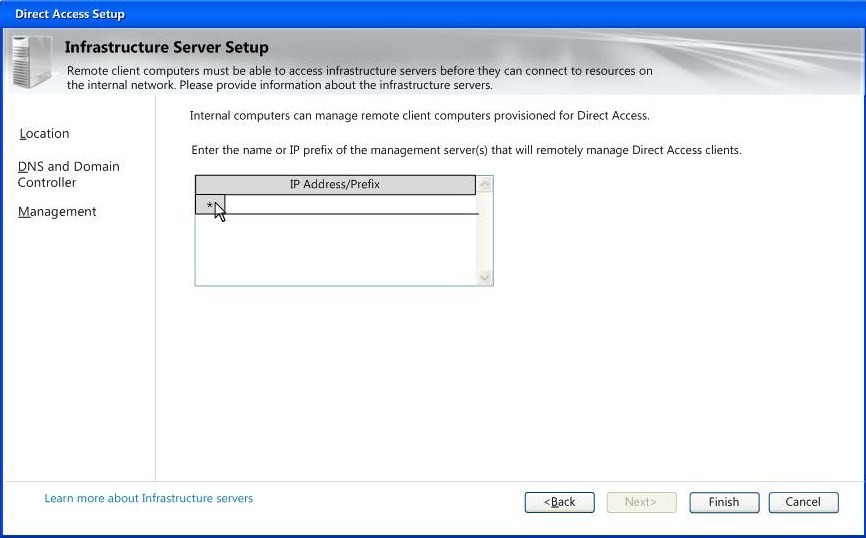 Direct Access Setup
Infrastructure Server Setup
Remote client computers must be able to access infrastructure servers before they can connect to resources on
the internal network. Please provide information about the infrastructure servers.
Location
DNS and Domain
Controller
Management
Internal computers can manage remote client computers provisioned for Direct Access.
Enter the name or IP prefix of the management server(s) that will remotely manage Direct Access clients.
IP Address/Prefix
*
Learn more about Infrastructure servers
<Back
Next>
Finish
Cancel